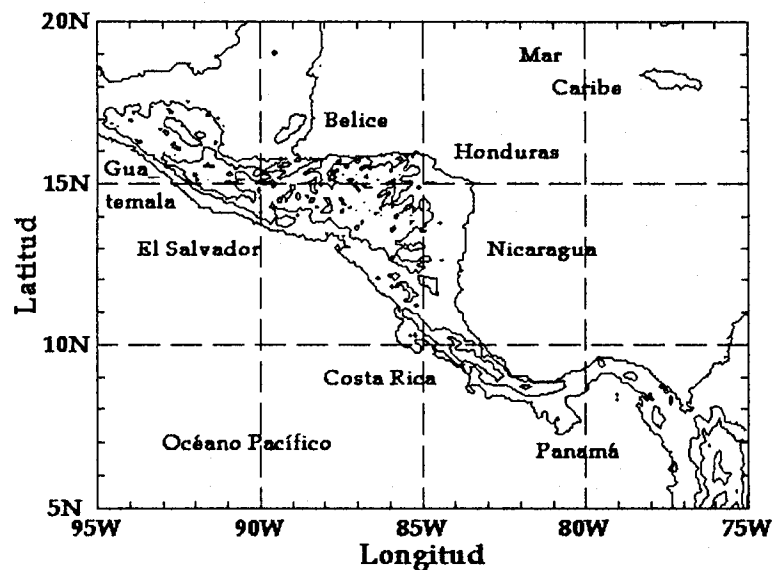 20N
Mar
Caribe
Belice
Honduras
Gua
15N
temala
El Salvador
Nicaragua
Latitud
10N
Costa Rica
Océano Pacífico
Panamá
5N
95W 90W 85W 80W 75W
Longitud